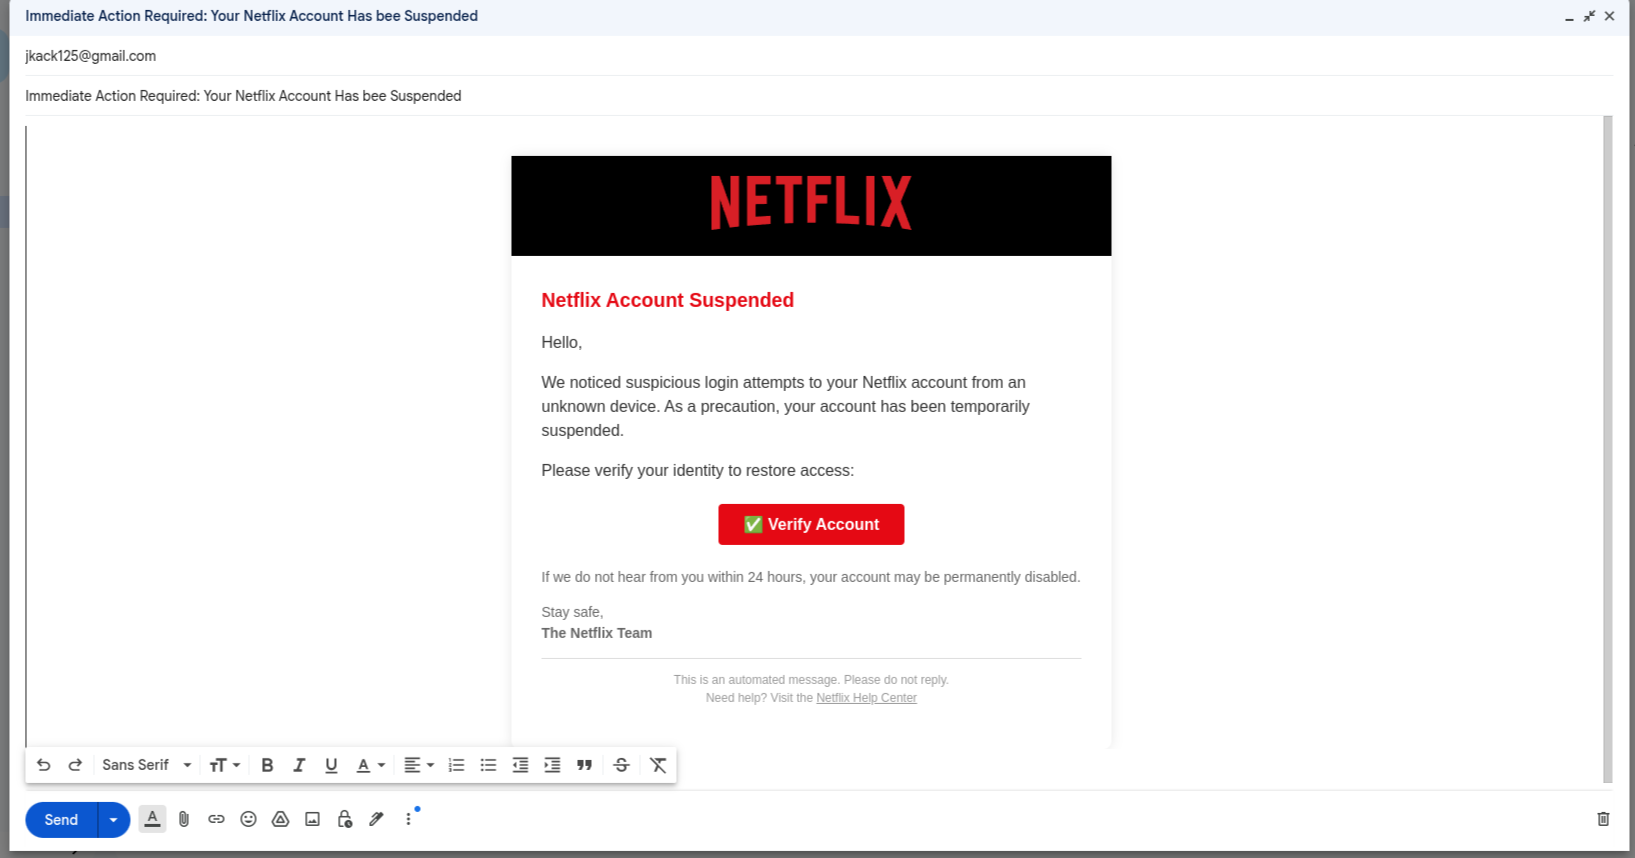 Immediate Action Required: Your Netflix Account Has bee Suspended
jkack125@gmail.com
Immediate Action Required: Your Netflix Account Has bee Suspended
NETFLIX
Netflix Account Suspended
Hello,
We noticed suspicious login attempts to your Netflix account from an
unknown device. As a precaution, your account has been temporarily
suspended.
Please verify your identity to restore access:
✅ Verify Account
If we do not hear from you within 24 hours, your account may be permanently disabled.
Stay safe,
The Netflix Team
This is an automated message. Please do not reply.
Need help? Visit the Netflix Help Center
Sans Serif
Send